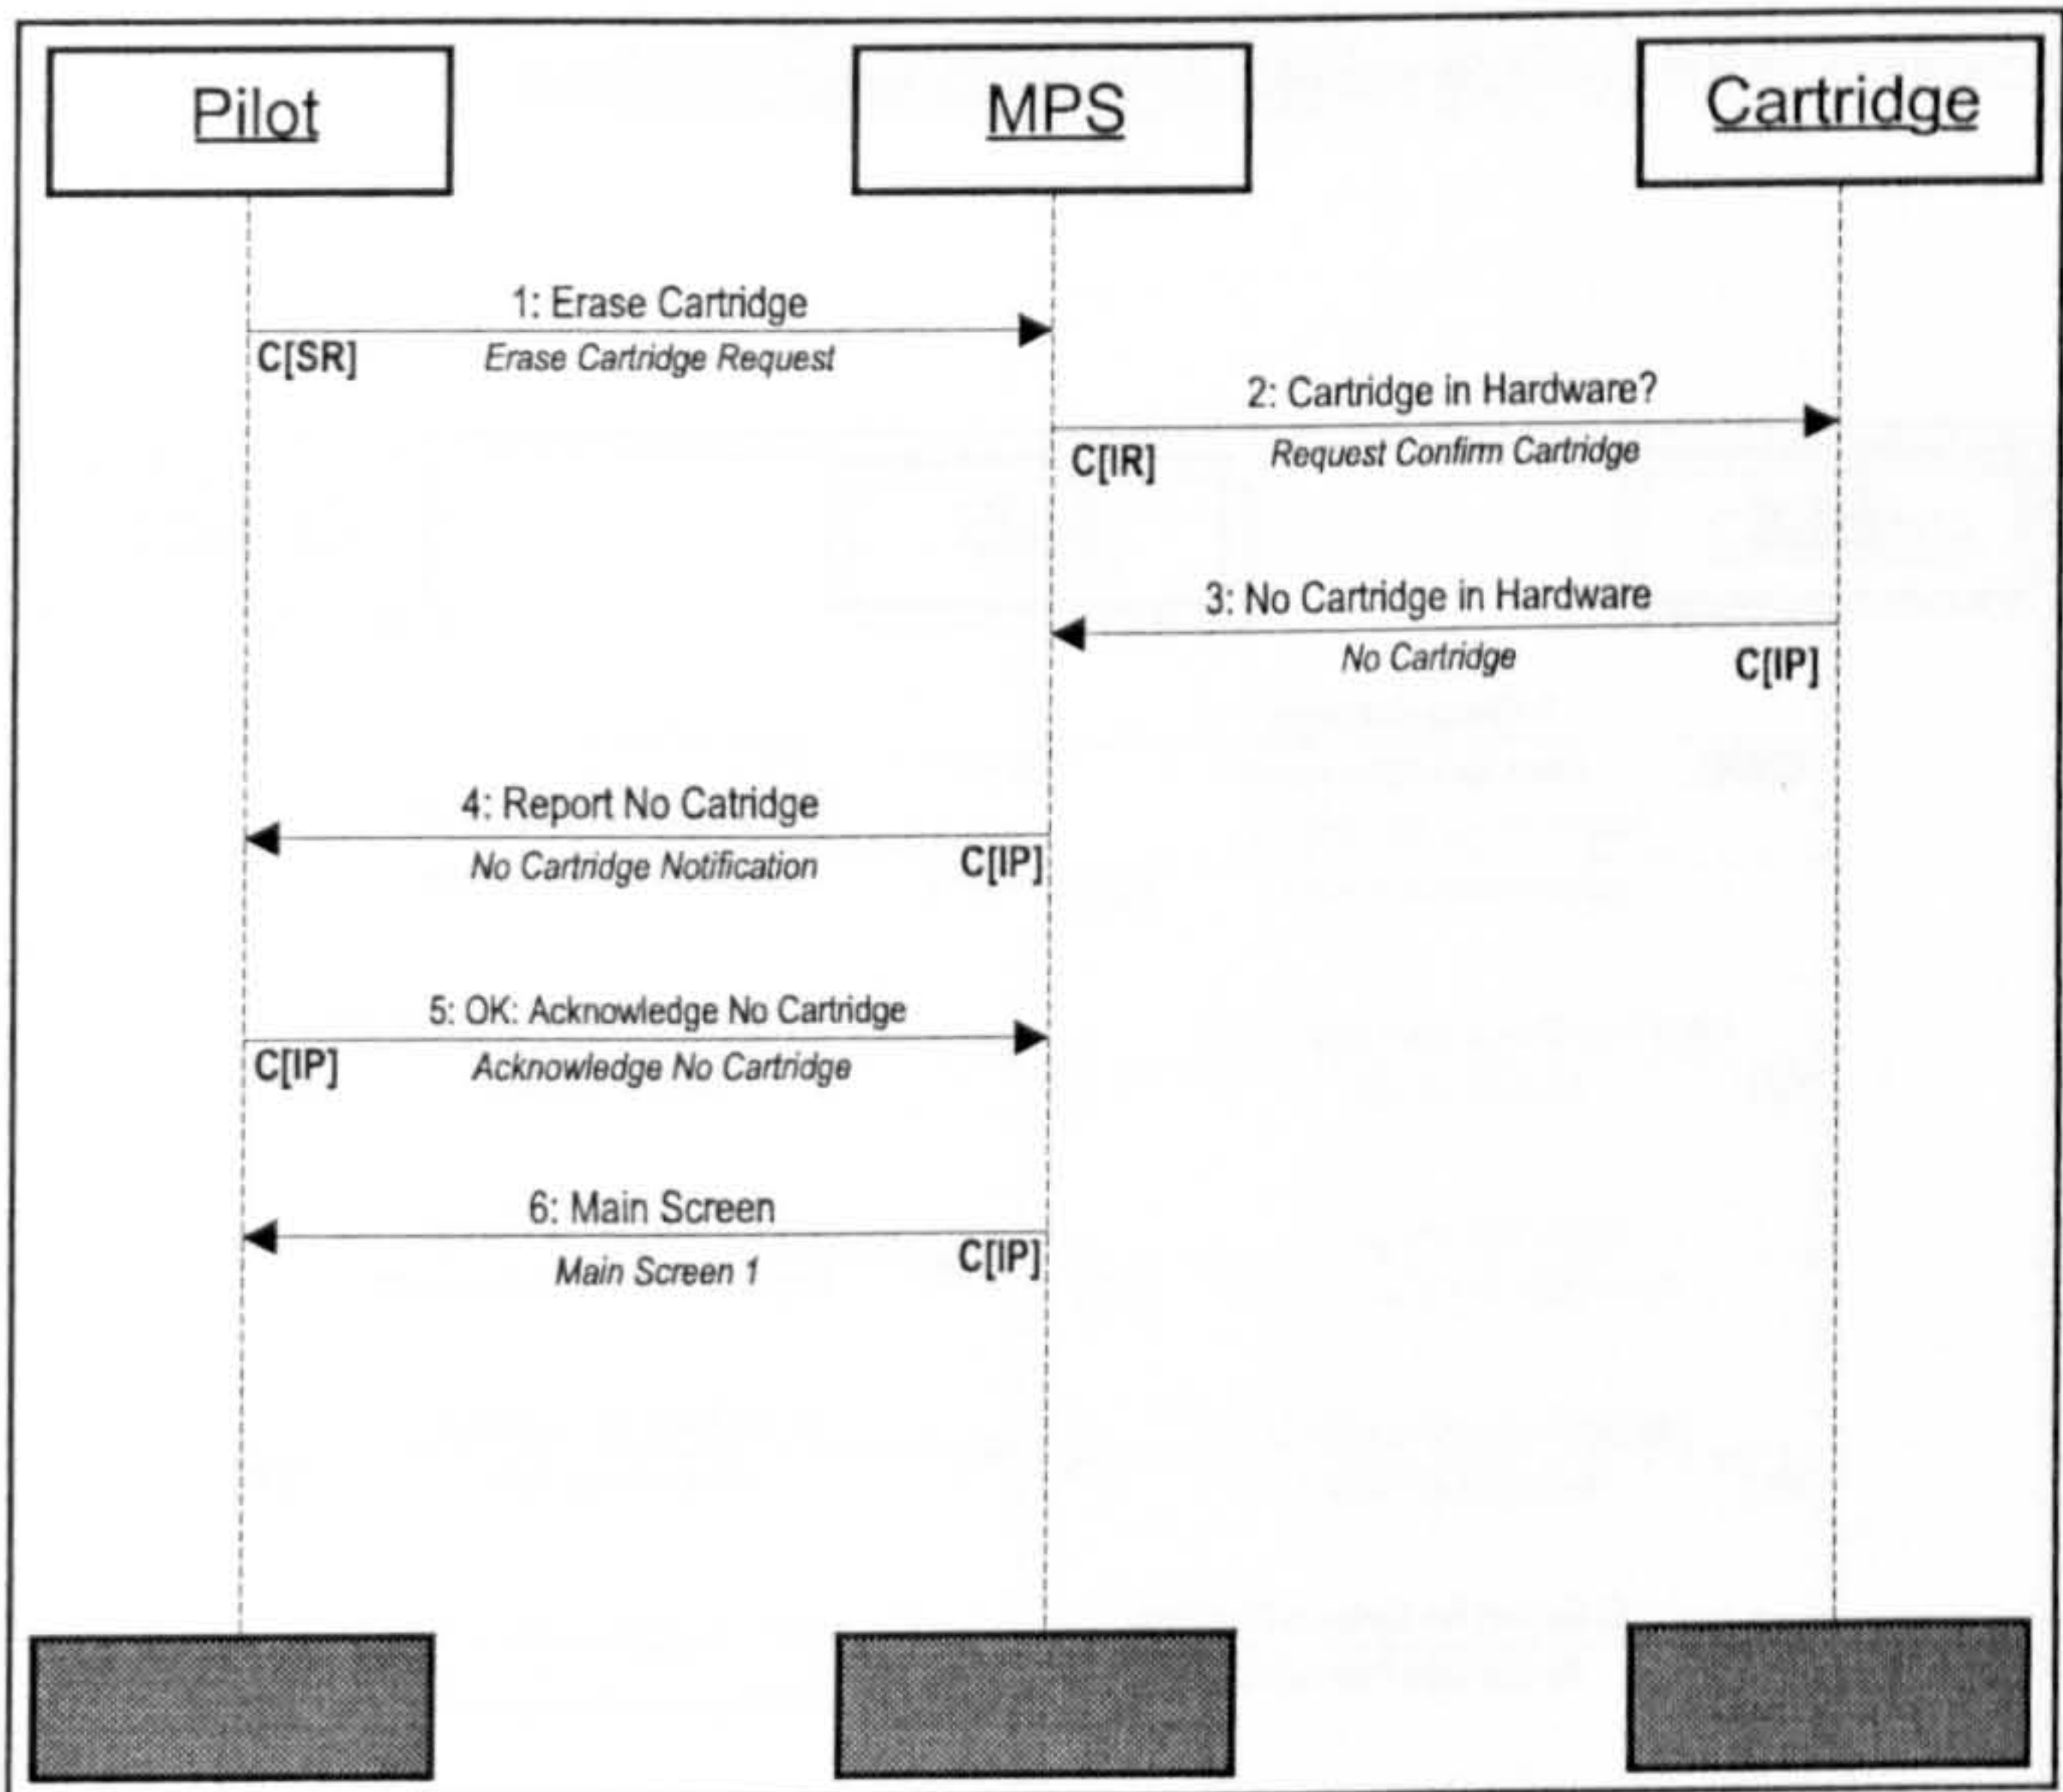 Pilot
MPS
Cartridge
1: Erase Cartridge
C[SR]
Erase Cartridge Request
2: Cartridge in Hardware?
C[IR]
Request Confirm Cartridge
3: No Cartridge in Hardware
No Cartridge
C[IP]
4: Report No Catridge
No Cartridge Notification
C[IP]
5: OK: Acknowledge No Cartridge
C[IP]
Acknowledge No Cartridge
6: Main Screen
Main Screen 1
C[IP]